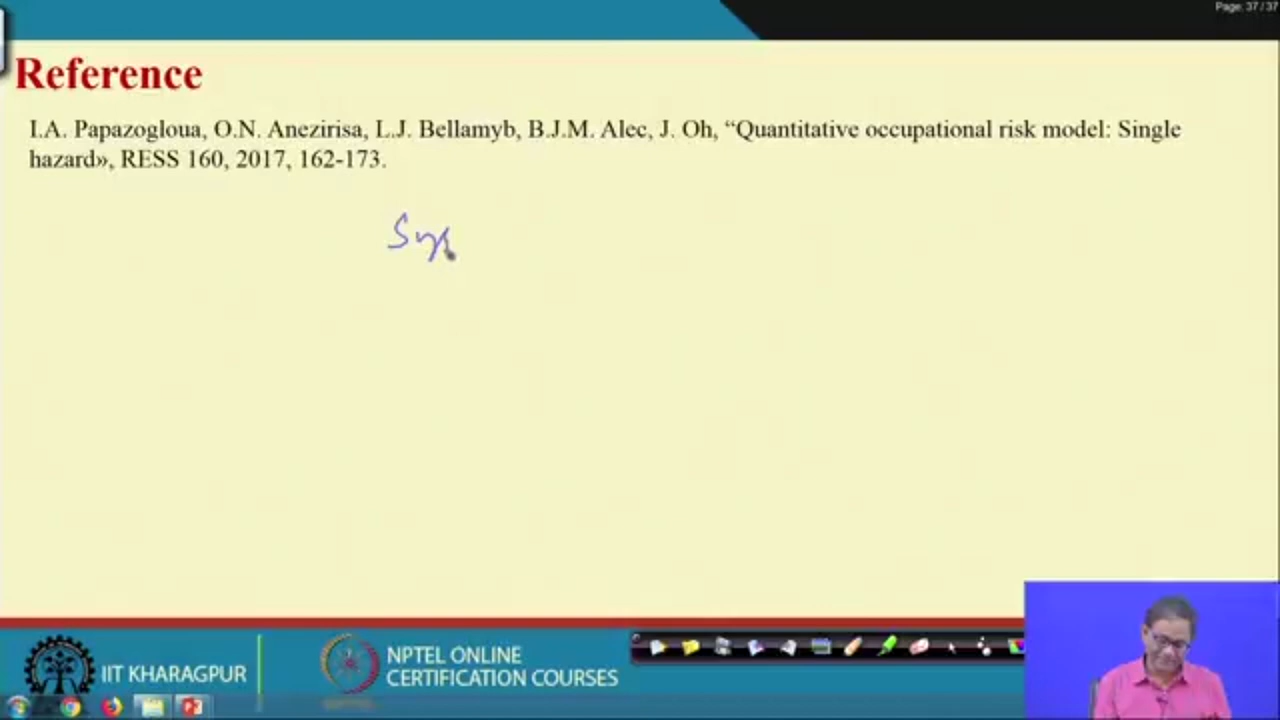 Page: 37 / 37
Reference
I.A. Papazogloua, O.N. Anezirisa, L.J. Bellamyb, B.J.M. Alec, J. Oh, “Quantitative occupational risk model: Single
hazard», RESS 160, 2017, 162-173.
Sys
IIT KHARAGPUR
NPTEL ONLINE
CERTIFICATION COURSES